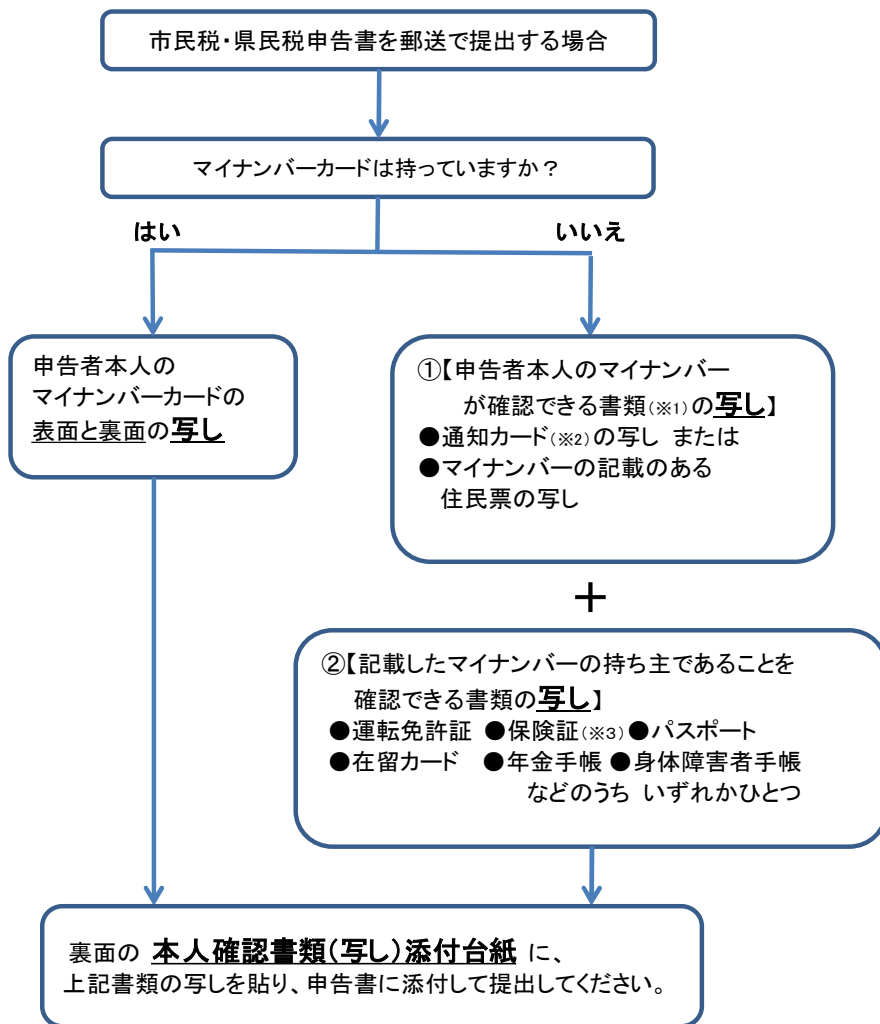 市民税・県民税申告書を郵送で提出する場合
マイナンバーカードは持っていますか？
はい
いいえ
申告者本人の
マイナンバーカードの
表面と裏面の写し
①【申告者本人のマイナンバー
が確認できる書類(※1)の写し】
●通知カード(※2)の写し または
●マイナンバーの記載のある
住民票の写し
＋
②【記載したマイナンバーの持ち主であることを
確認できる書類の写し】
●運転免許証 ●保険証(※3)●パスポート
●在留カード ●年金手帳 ●身体障害者手帳
などのうち いずれかひとつ
裏面の 本人確認書類(写し)添付台紙 に、
上記書類の写しを貼り、申告書に添付して提出してください。